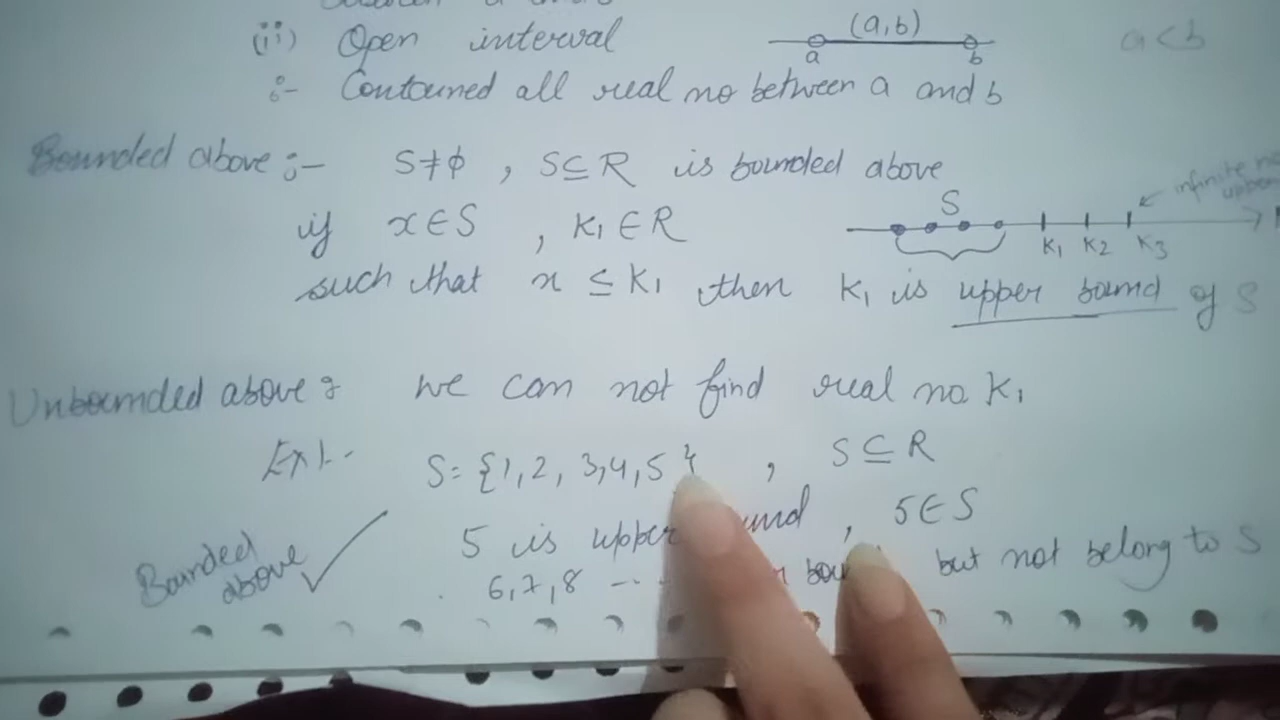 (ii) Open interval (a,b) a<b
a b
:- Contained all real no between a and b
Bounded above :- S≠ϕ , S⊆R is bounded above
if x∈S , K₁∈R
S
K₁ K₂ K₃
infinite
such that x ≤ K₁ , then K₁ is upper bound of S
Unbounded above : we can not find real no K₁
Ex1.- S= {1,2, 3,4,5} , S⊆R
5 is upper , 5∈S
Bounded above ✓
6,7,8 --- but not belong to S